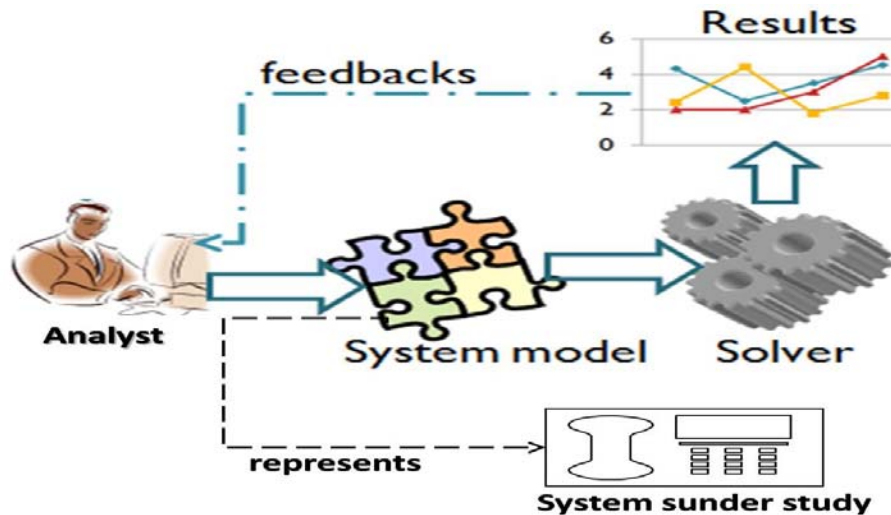 Results
6
4
2
0
feedbacks
Analyst
System model
Solver
represents
System sunder study